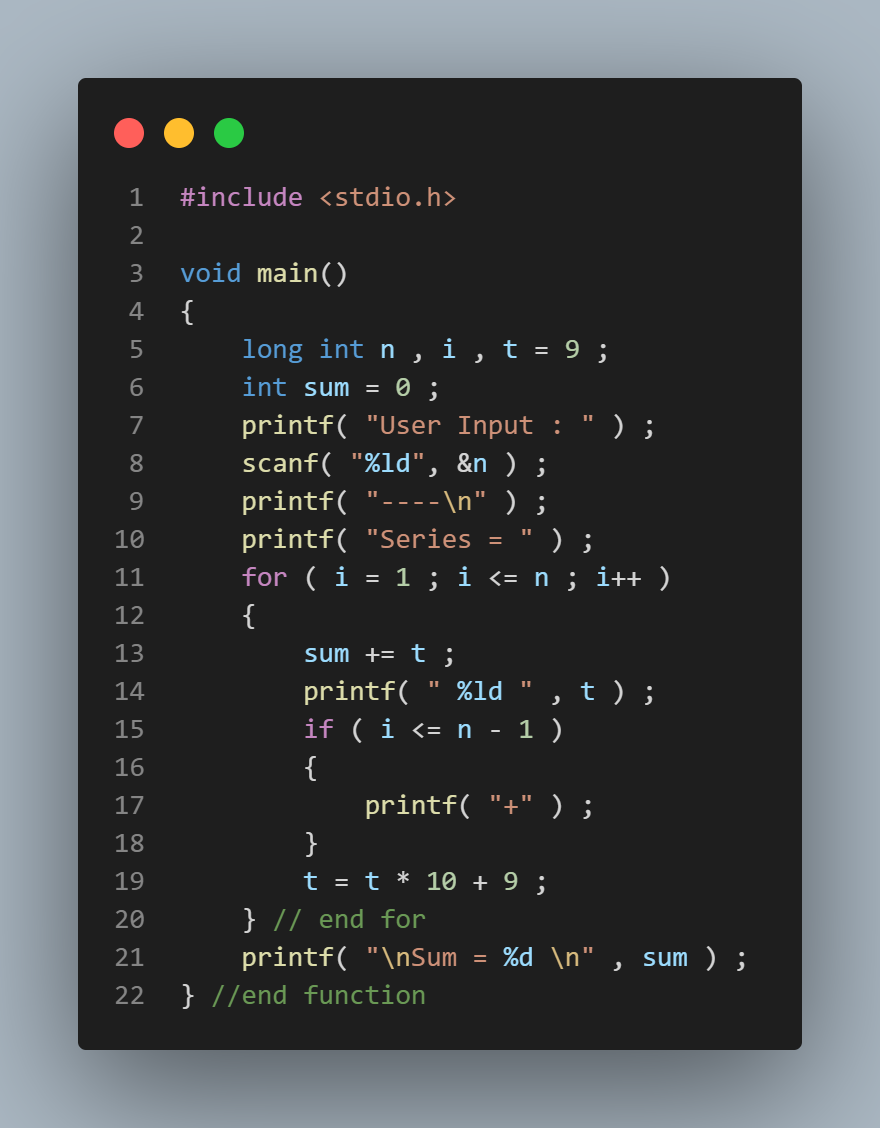 1 #include <stdio.h>
2
3 void main()
4 {
5     long int n , i , t = 9 ;
6     int sum = 0 ;
7     printf( "User Input : " ) ;
8     scanf( "%ld", &n ) ;
9     printf( "----\n" ) ;
10     printf( "Series = " ) ;
11     for ( i = 1 ; i <= n ; i++ )
12     {
13         sum += t ;
14         printf( " %ld " , t ) ;
15         if ( i <= n - 1 )
16         {
17             printf( "+" ) ;
18         }
19         t = t * 10 + 9 ;
20     } // end for
21     printf( "\nSum = %d \n" , sum ) ;
22 } //end function